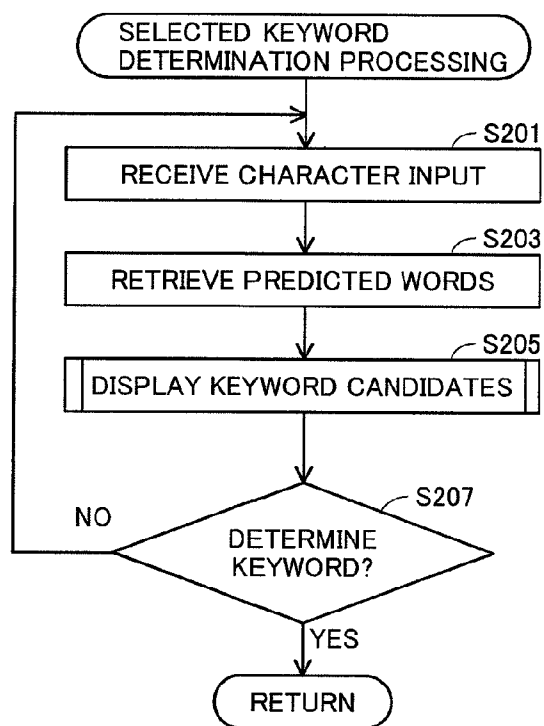 SELECTED KEYWORD
DETERMINATION PROCESSING
S201
RECEIVE CHARACTER INPUT
S203
RETRIEVE PREDICTED WORDS
S205
DISPLAY KEYWORD CANDIDATES
S207
NO
DETERMINE
KEYWORD?
YES
RETURN